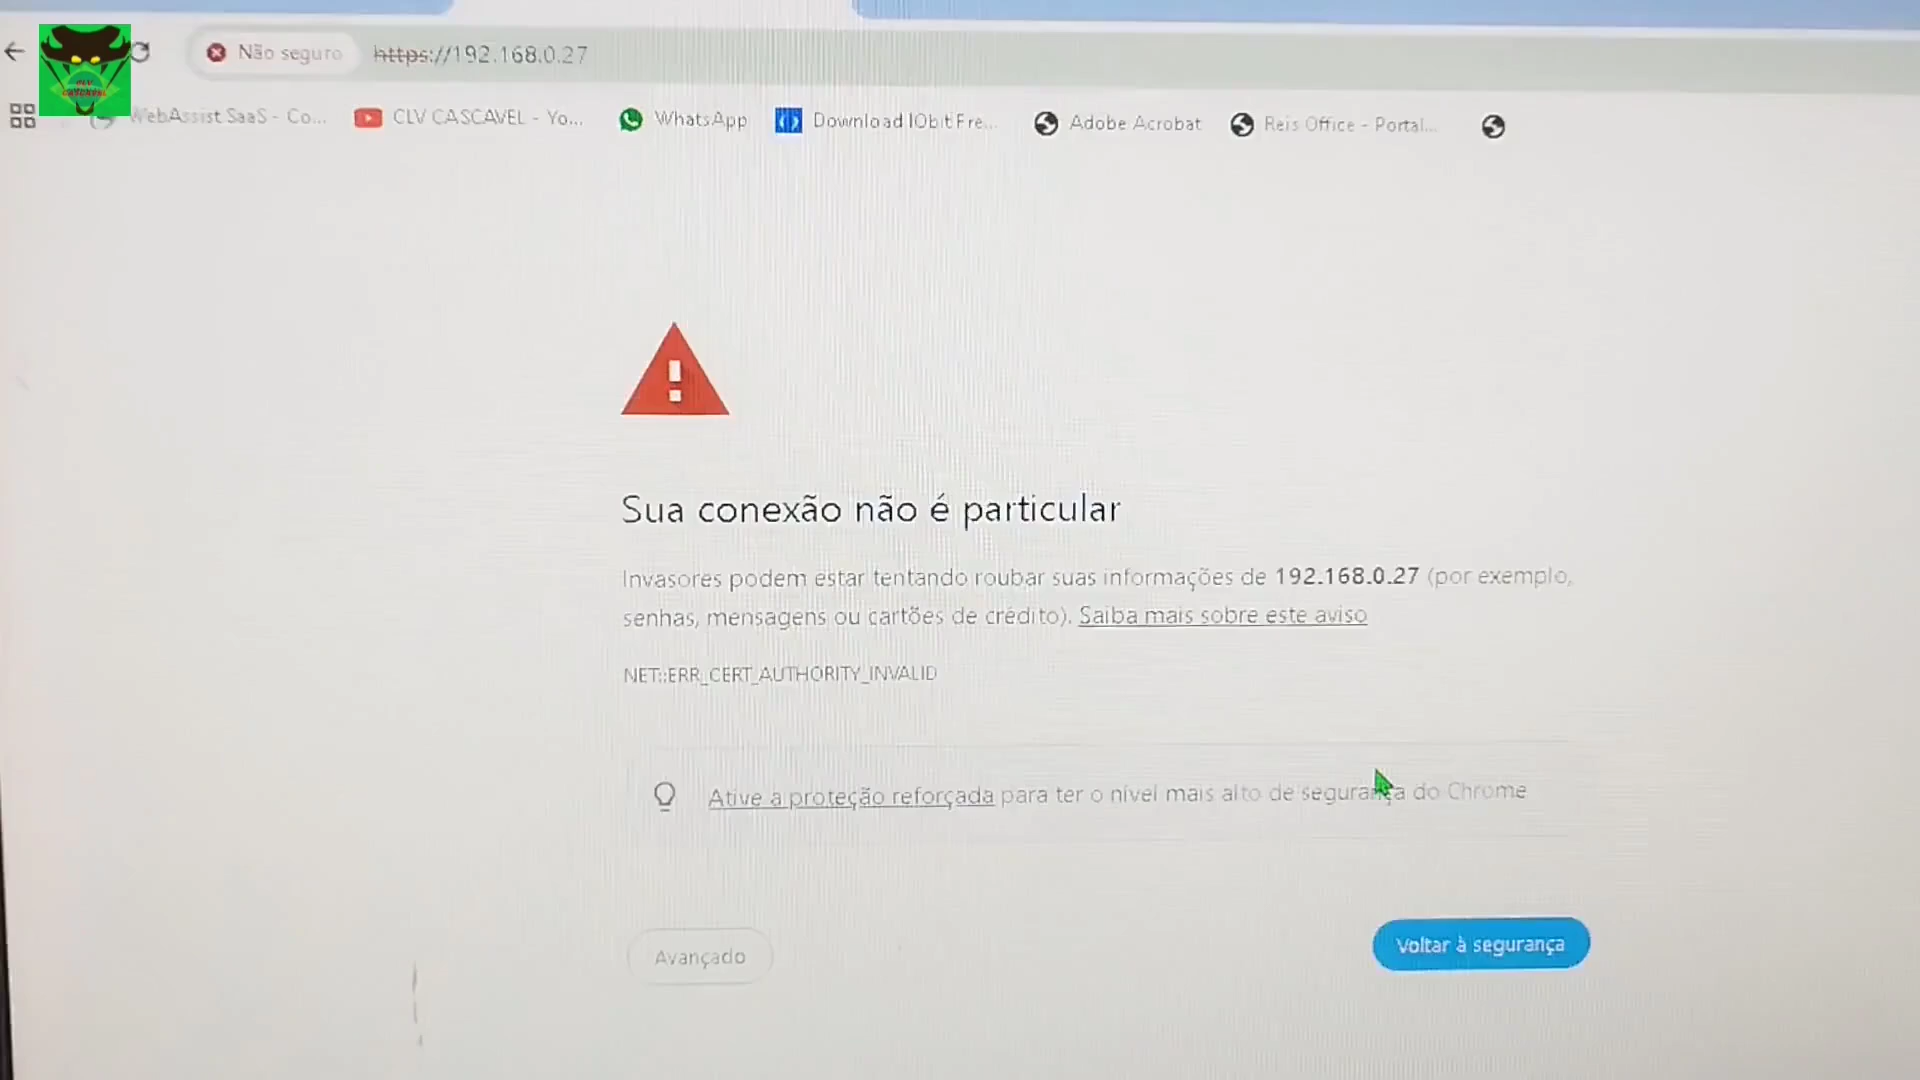 Não seguro https://192.168.0.27
WebAssist SaaS - Co... CLV CASCAVEL - Yo... WhatsApp Download IObit Fre... Adobe Acrobat Reis Office - Portal...
CLV
CASCAVEL
Sua conexão não é particular
Invasores podem estar tentando roubar suas informações de 192.168.0.27 (por exemplo,
senhas, mensagens ou cartões de crédito). Saiba mais sobre este aviso
NET::ERR_CERT_AUTHORITY_INVALID
Ative a proteção reforçada para ter o nível mais alto de segurança do Chrome
Avançado
Voltar à segurança